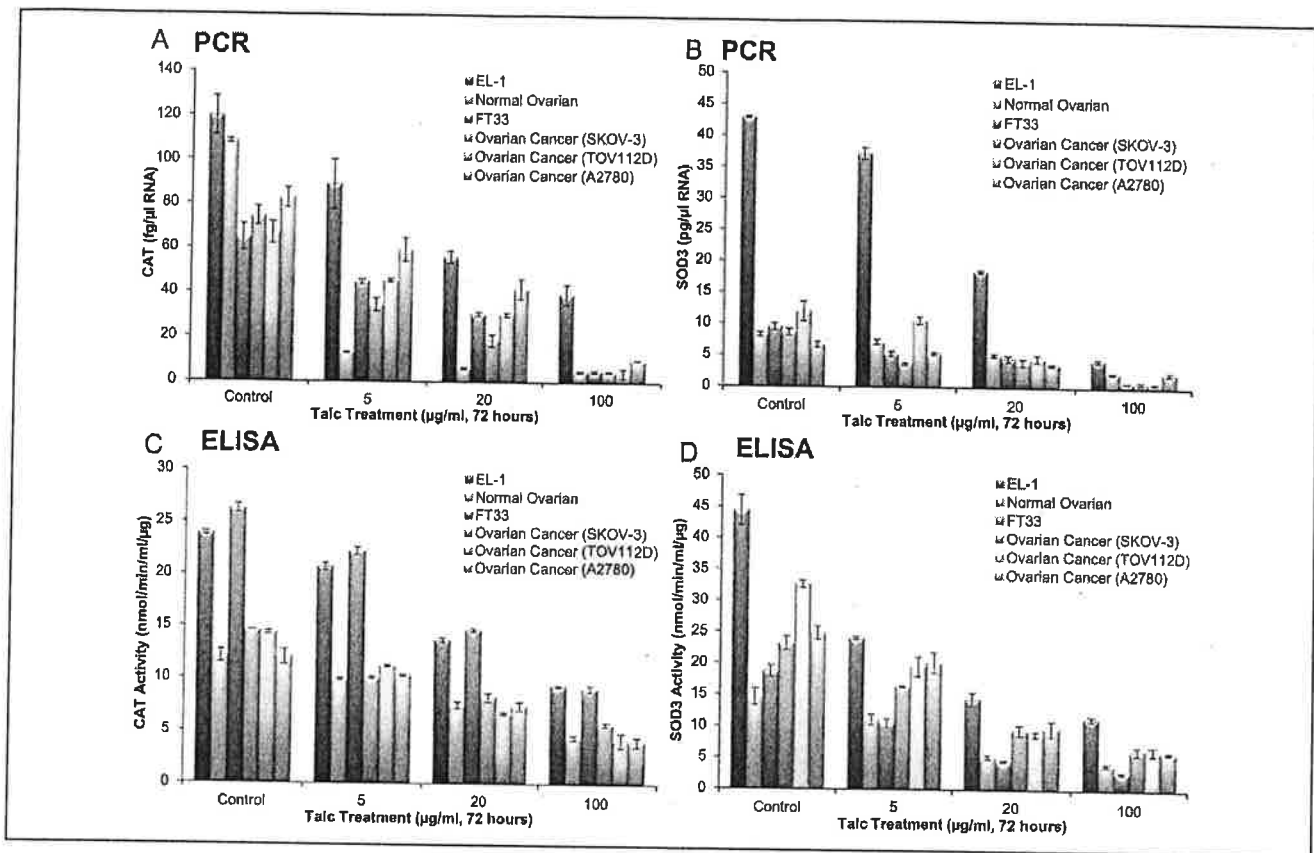 A PCR
CAT (fg/µl RNA)
140
120
100
80
60
40
20
0
EL-1
Normal Ovarian
FT33
Ovarian Cancer (SKOV-3)
Ovarian Cancer (TOV112D)
Ovarian Cancer (A2780)
Control
5
20
100
Talc Treatment (µg/ml, 72 hours)
B PCR
SOD3 (pg/µl RNA)
50
45
40
35
30
25
20
15
10
5
0
EL-1
Normal Ovarian
FT33
Ovarian Cancer (SKOV-3)
Ovarian Cancer (TOV112D)
Ovarian Cancer (A2780)
Control
5
20
100
Talc Treatment (µg/ml, 72 hours)
C ELISA
CAT Activity (nmol/min/ml/µg)
30
25
20
15
10
5
0
EL-1
Normal Ovarian
FT33
Ovarian Cancer (SKOV-3)
Ovarian Cancer (TOV112D)
Ovarian Cancer (A2780)
Control
5
20
100
Talc Treatment (µg/ml, 72 hours)
D ELISA
SOD3 Activity (nmol/min/ml/µg)
50
45
40
35
30
25
20
15
10
5
0
EL-1
Normal Ovarian
FT33
Ovarian Cancer (SKOV-3)
Ovarian Cancer (TOV112D)
Ovarian Cancer (A2780)
Control
5
20
100
Talc Treatment (µg/ml, 72 hours)